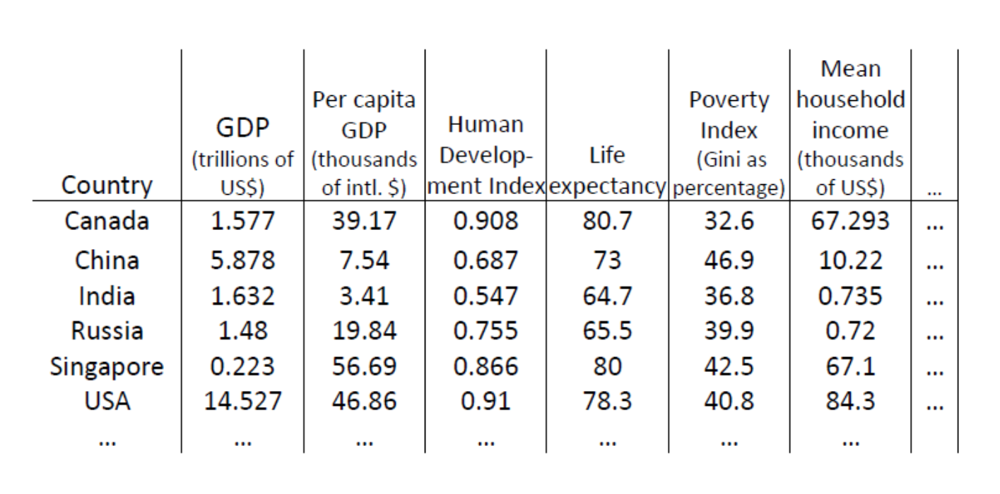 Country GDP (trillions of US$) Per capita GDP (thousands of intl. $) Human Develop-ment Index Life expectancy Poverty Index (Gini as percentage) Mean household income (thousands of US$) ...
Canada 1.577 39.17 0.908 80.7 32.6 67.293 ...
China 5.878 7.54 0.687 73 46.9 10.22 ...
India 1.632 3.41 0.547 64.7 36.8 0.735 ...
Russia 1.48 19.84 0.755 65.5 39.9 0.72 ...
Singapore 0.223 56.69 0.866 80 42.5 67.1 ...
USA 14.527 46.86 0.91 78.3 40.8 84.3 ...
... ... ... ... ... ... ...